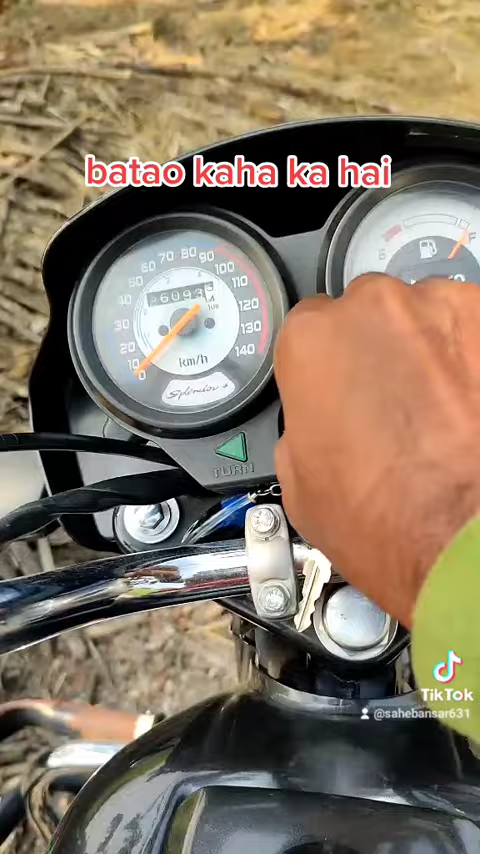 batao kaha ka hai
60 70 80
50 90
40 100
30 110
20 120
10 130
0 140
km/h
Splendor +
TURN
F
TikTok
@sahebansar631